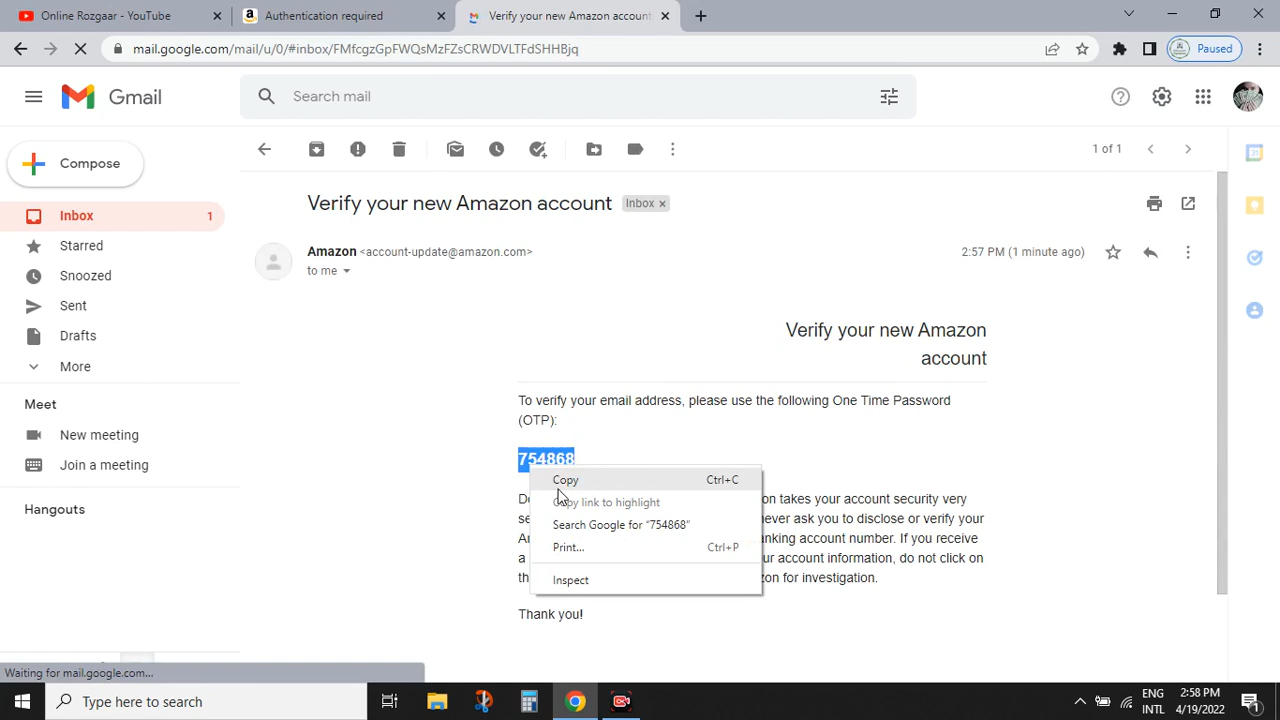 Online Rozgaar - YouTube
Authentication required
Verify your new Amazon account
mail.google.com/mail/u/0/#inbox/FMfcgzGpFWQsMzFZsCRWDVLTFdSHHBjq
Paused
Gmail
Search mail
Compose
1 of 1
Inbox 1
Starred
Snoozed
Sent
Drafts
More
Meet
New meeting
Join a meeting
Hangouts
Verify your new Amazon account Inbox x
Amazon <account-update@amazon.com> 2:57 PM (1 minute ago)
to me
Verify your new Amazon
account
To verify your email address, please use the following One Time Password
(OTP):
754868
Copy Ctrl+C
Copy link to highlight
Search Google for "754868"
Print... Ctrl+P
Inspect
on takes your account security very
never ask you to disclose or verify your
nking account number. If you receive
ur account information, do not click on
zon for investigation.
Thank you!
Waiting for mail.google.com...
Type here to search
ENG
INTL
2:58 PM
4/19/2022
1